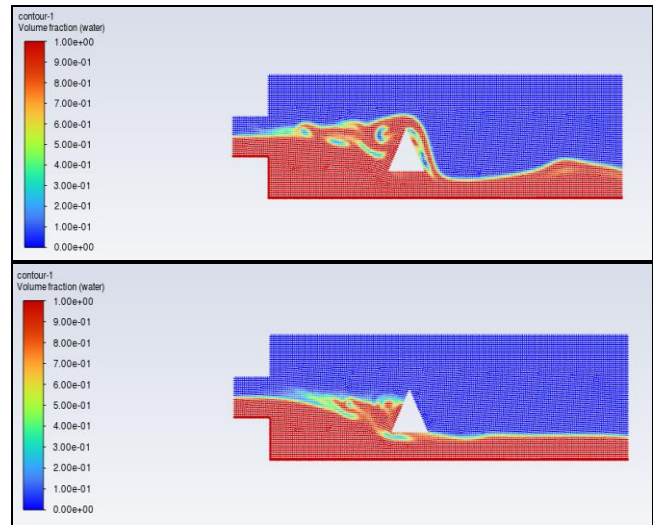 contour-1
Volume fraction (water)
1.00e+00
9.00e-01
8.00e-01
7.00e-01
6.00e-01
5.00e-01
4.00e-01
3.00e-01
2.00e-01
1.00e-01
0.00e+00
contour-1
Volume fraction (water)
1.00e+00
9.00e-01
8.00e-01
7.00e-01
6.00e-01
5.00e-01
4.00e-01
3.00e-01
2.00e-01
1.00e-01
0.00e+00